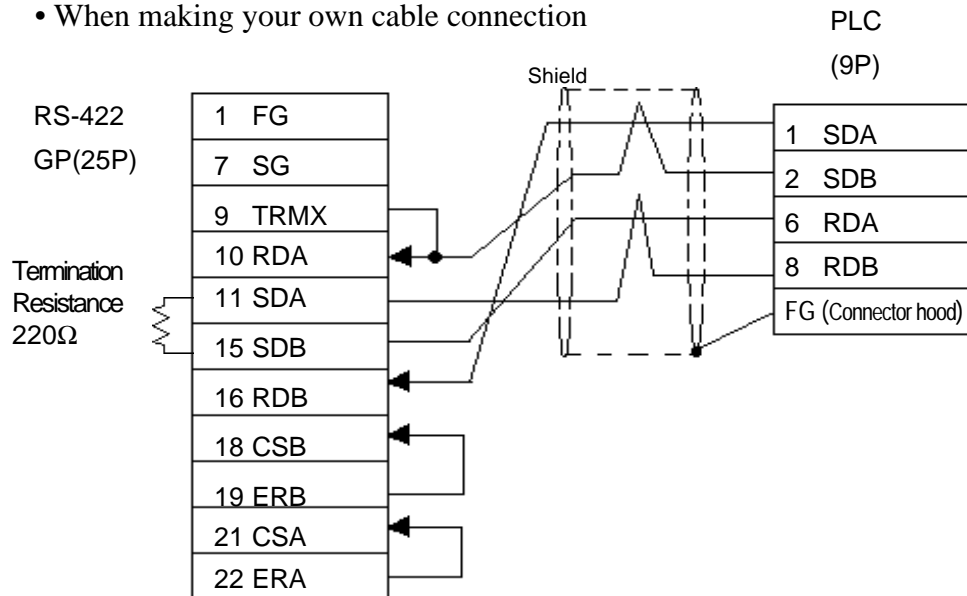 • When making your own cable connection
PLC
(9P)
Shield
RS-422
GP(25P)
1 FG
7 SG
9 TRMX
10 RDA
11 SDA
15 SDB
16 RDB
18 CSB
19 ERB
21 CSA
22 ERA
Termination
Resistance
220Ω
1 SDA
2 SDB
6 RDA
8 RDB
FG (Connector hood)